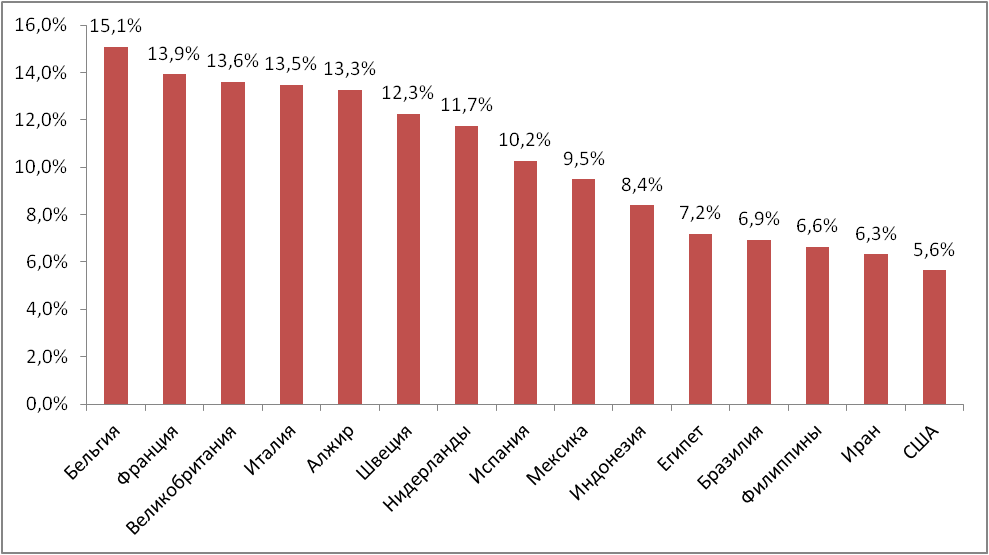 16,0%
14,0%
12,0%
10,0%
8,0%
6,0%
4,0%
2,0%
0,0%
15,1%
13,9%
13,6%
13,5%
13,3%
12,3%
11,7%
10,2%
9,5%
8,4%
7,2%
6,9%
6,6%
6,3%
5,6%
Бельгия
Франция
Великобритания
Италия
Алжир
Швеция
Нидерланды
Испания
Мексика
Индонезия
Египет
Бразилия
Филиппины
Иран
США